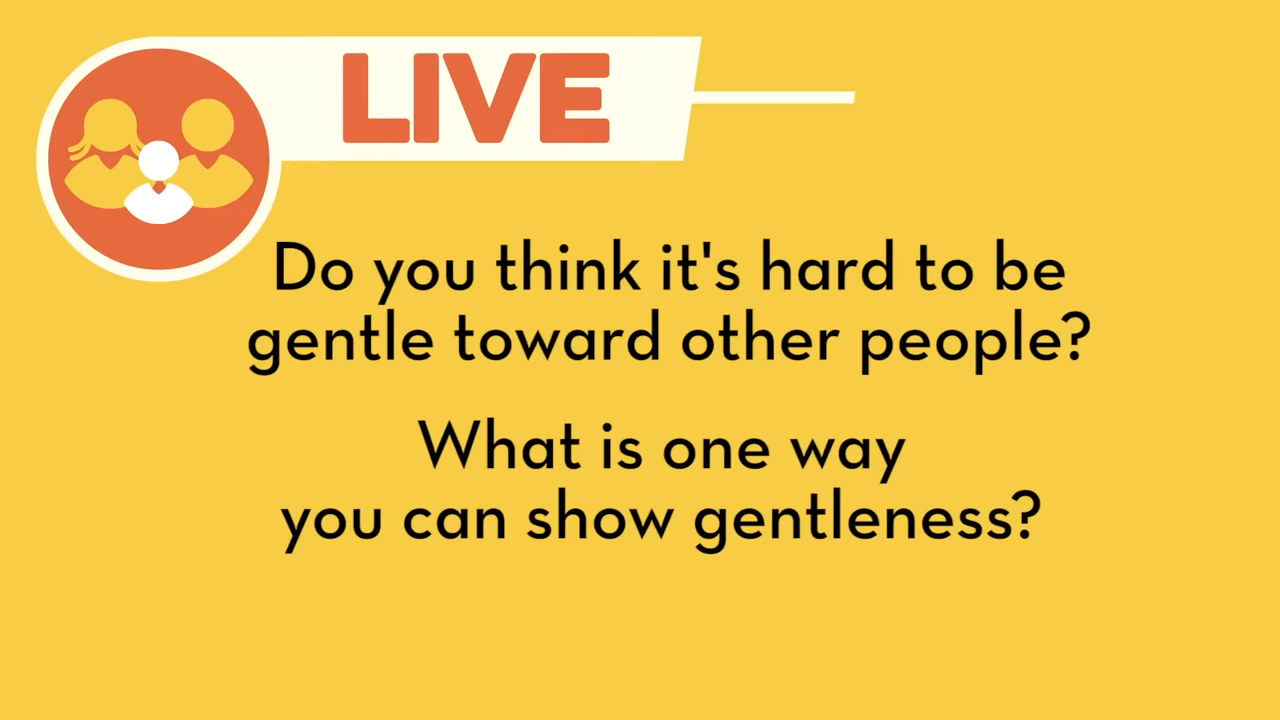 LIVE
Do you think it's hard to be
gentle toward other people?
What is one way
you can show gentleness?